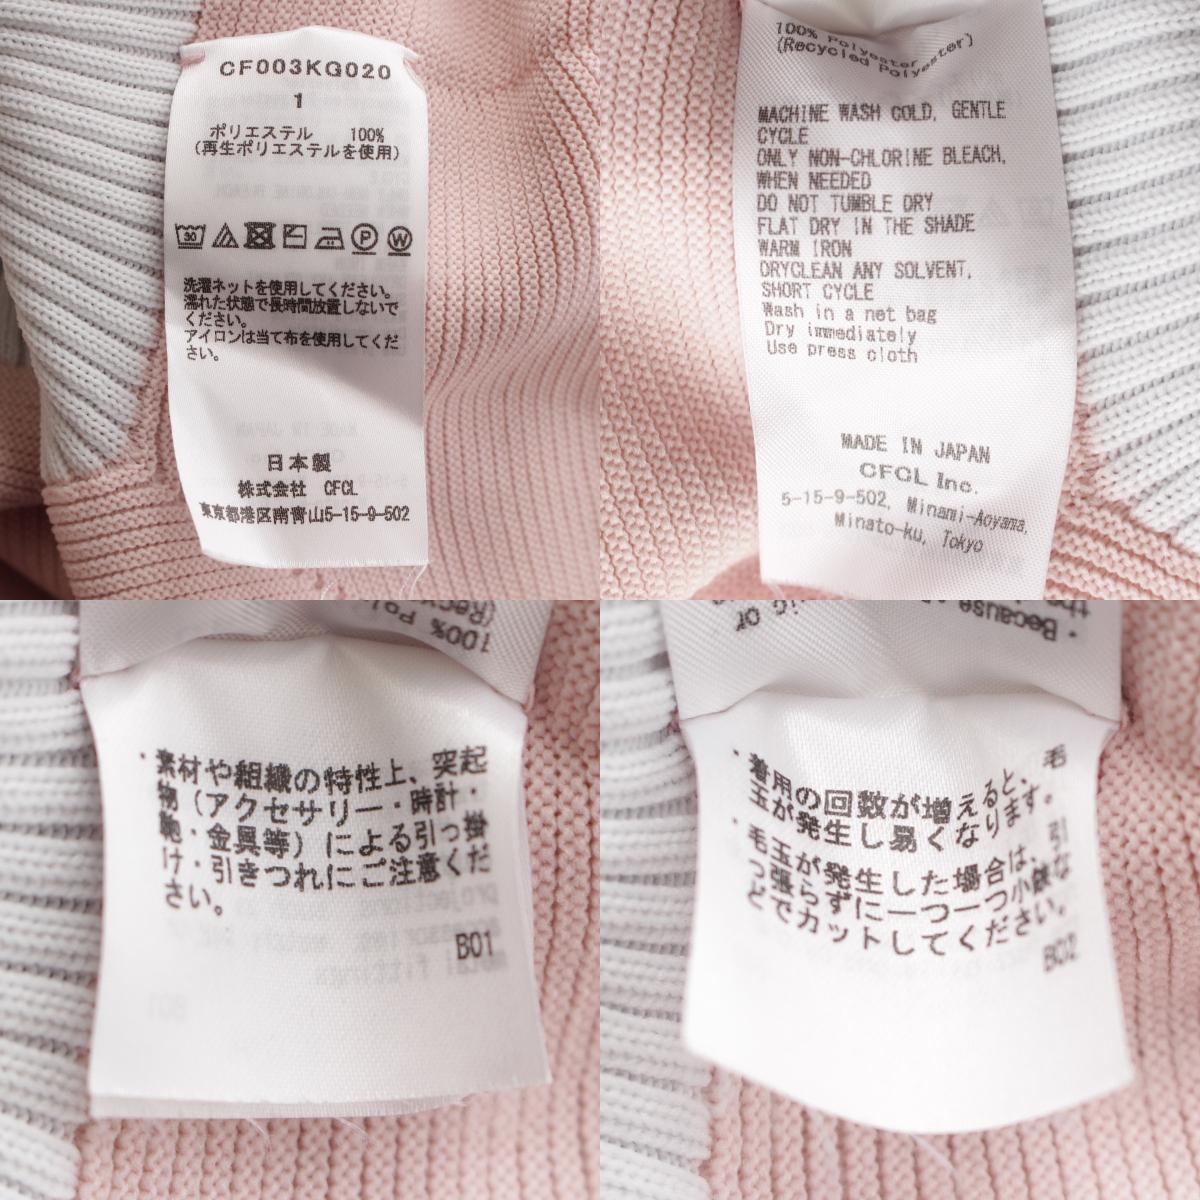 CF003KG020
1
ポリエステル 100%
(再生ポリエステルを使用)
30
P
W
洗濯ネットを使用してください。
濡れた状態で長時間放置しないで
ください。
アイロンは当て布を使用してくだ
さい。
日本製
株式会社 CFCL
東京都港区南青山5-15-9-502
100% Polyester
(Recycled Polyester)
MACHINE WASH COLD, GENTLE
CYCLE
ONLY NON-CHLORINE BLEACH,
WHEN NEEDED
DO NOT TUMBLE DRY
FLAT DRY IN THE SHADE
WARM IRON
DRYCLEAN ANY SOLVENT,
SHORT CYCLE
Wash in a net bag
Dry immediately
Use press cloth
MADE IN JAPAN
CFCL Inc.
5-15-9-502, Minami-Aoyama,
Minato-ku, Tokyo
100% Pol
(Recy
・素材や組織の特性上、突起
物(アクセサリー・時計・
鞄・金具等)による引っ掛
け・引きつれにご注意くだ
さい。
B01
・Because
・着用の回数が増えると、毛
玉が発生し易くなります。
・毛玉が発生した場合は、引
っ張らずに一つ一つ小鋏な
どでカットしてください。
B02